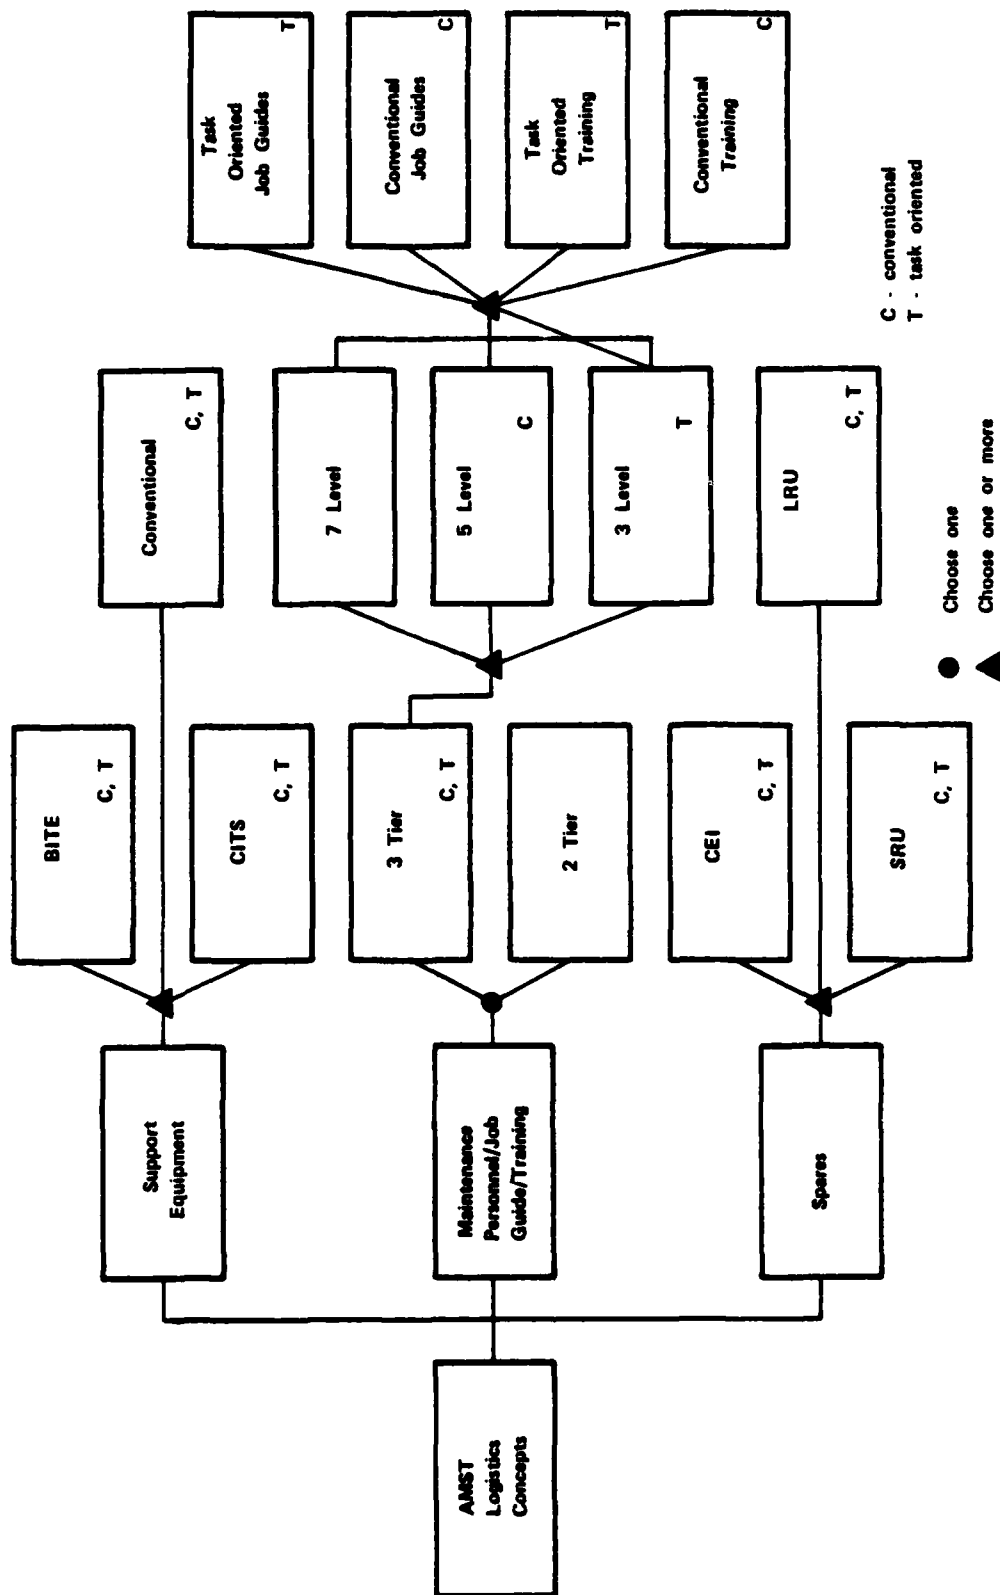 AMST
Logistics
Concepts
Support
Equipment
Maintenance
Personnel/Job
Guide/Training
Spares
BITE
C, T
CITS
C, T
3 Tier
C, T
2 Tier
CEI
C, T
SRU
C, T
Conventional
C, T
7 Level
5 Level
C
3 Level
T
LRU
C, T
Task
Oriented
Job Guides
T
Conventional
Job Guides
C
Task
Oriented
Training
T
Conventional
Training
C
C - conventional
T - task oriented
Choose one
Choose one or more